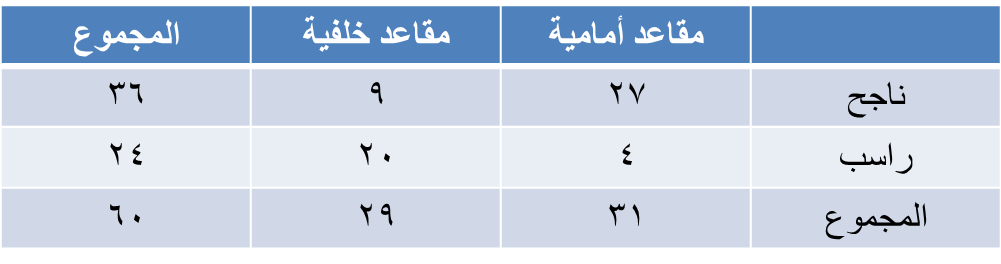 مقاعد أمامية مقاعد خلفية المجموع
ناجح ٢٧ ٩ ٣٦
راسب ٤ ٢٠ ٢٤
المجموع ٣١ ٢٩ ٦٠